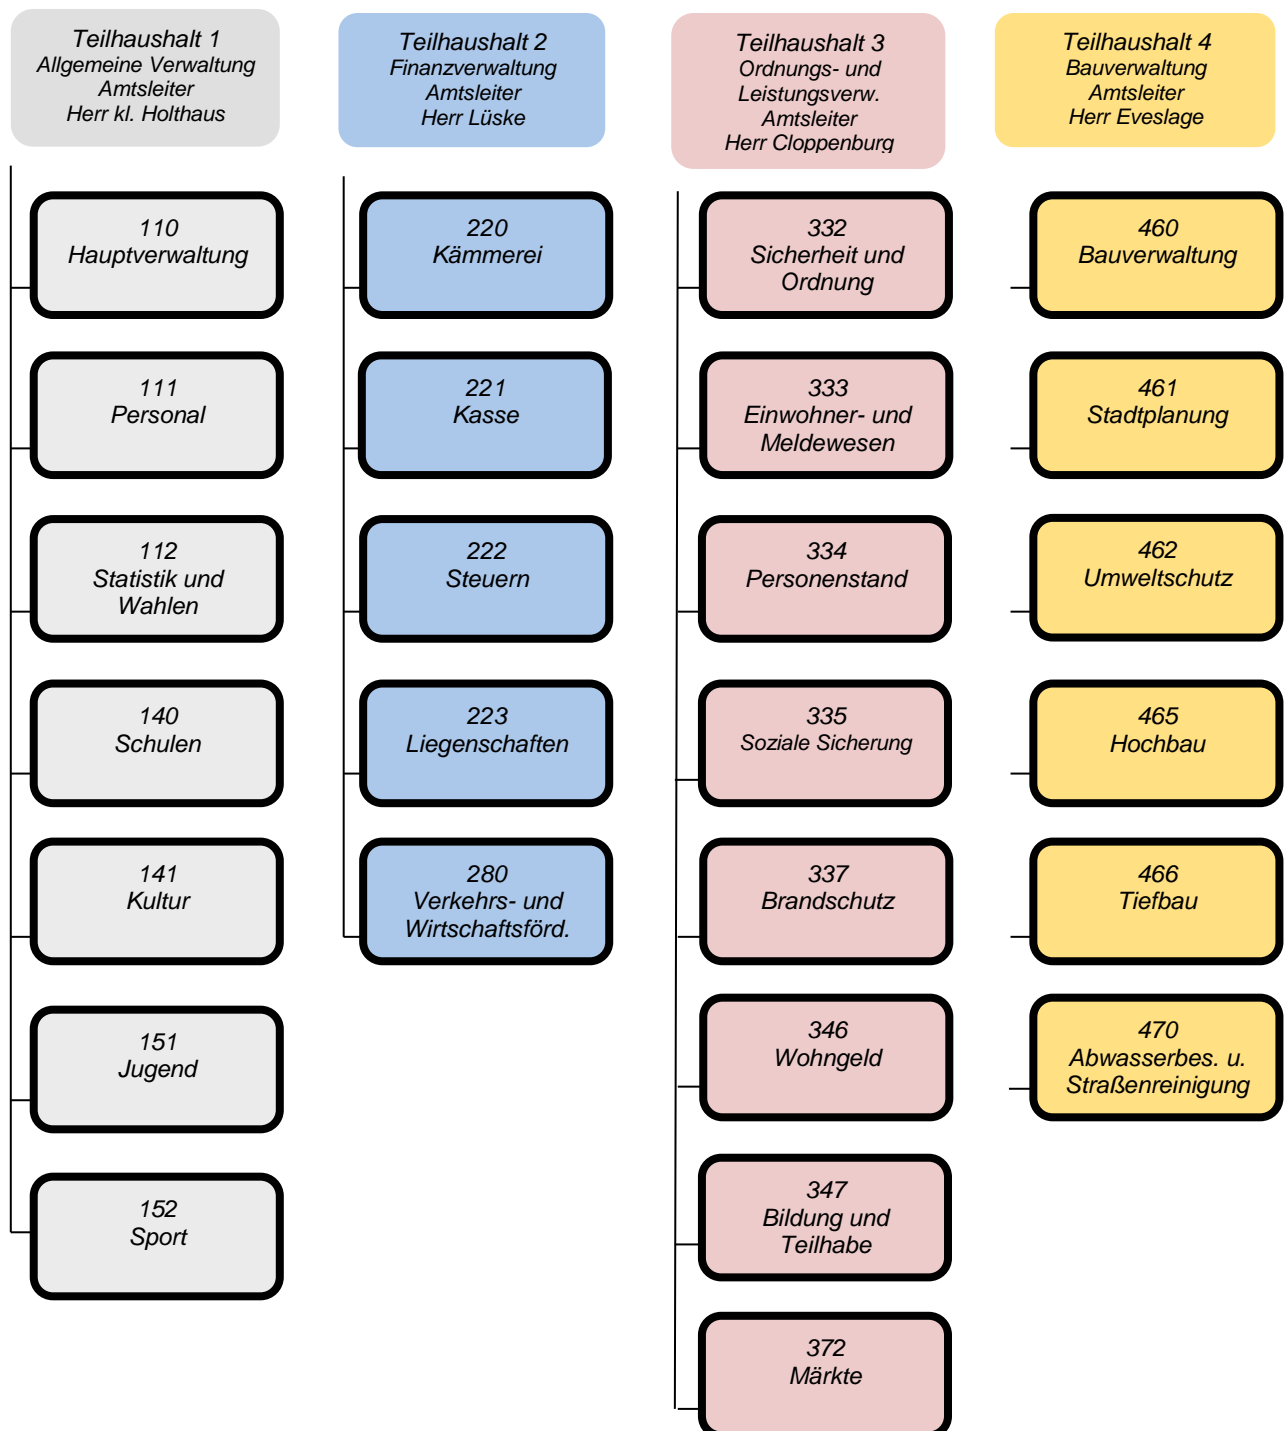 Teilhaushalt 1
Allgemeine Verwaltung
Amtsleiter
Herr kl. Holthaus
110
Hauptverwaltung
111
Personal
112
Statistik und
Wahlen
140
Schulen
141
Kultur
151
Jugend
152
Sport
Teilhaushalt 2
Finanzverwaltung
Amtsleiter
Herr Lüske
220
Kämmerei
221
Kasse
222
Steuern
223
Liegenschaften
280
Verkehrs- und
Wirtschaftsförd.
Teilhaushalt 3
Ordnungs- und
Leistungsverw.
Amtsleiter
Herr Cloppenburg
332
Sicherheit und
Ordnung
333
Einwohner- und
Meldewesen
334
Personenstand
335
Soziale Sicherung
337
Brandschutz
346
Wohngeld
347
Bildung und
Teilhabe
372
Märkte
Teilhaushalt 4
Bauverwaltung
Amtsleiter
Herr Eveslage
460
Bauverwaltung
461
Stadtplanung
462
Umweltschutz
465
Hochbau
466
Tiefbau
470
Abwasserbes. u.
Straßenreinigung